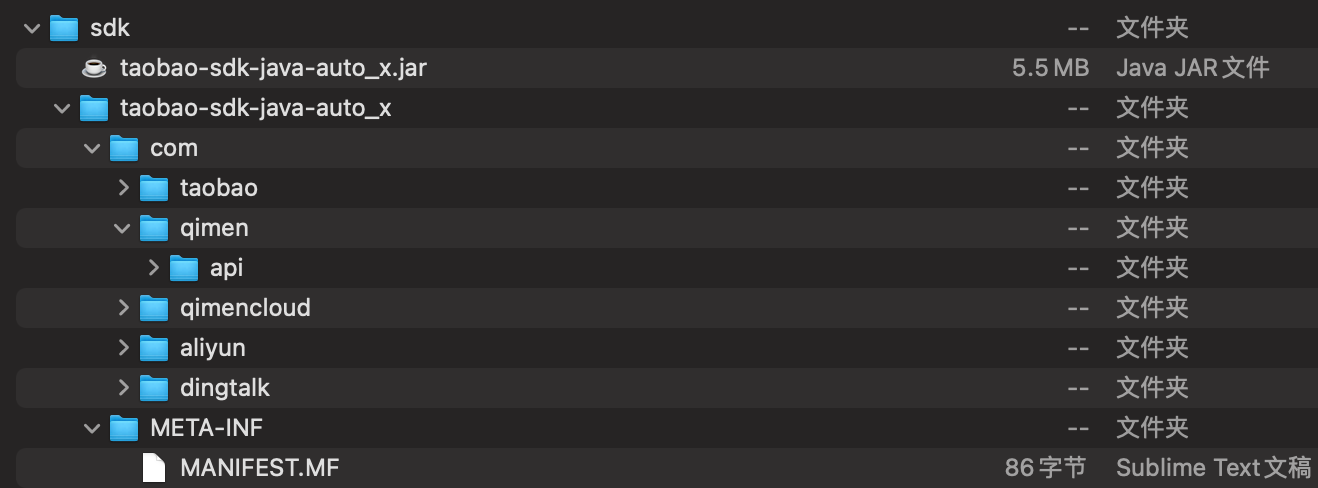 sdk -- 文件夹
taobao-sdk-java-auto_x.jar 5.5 MB Java JAR文件
taobao-sdk-java-auto_x -- 文件夹
com -- 文件夹
taobao -- 文件夹
qimen -- 文件夹
api -- 文件夹
qimencloud -- 文件夹
aliyun -- 文件夹
dingtalk -- 文件夹
META-INF -- 文件夹
MANIFEST.MF 86字节 Sublime Text文稿